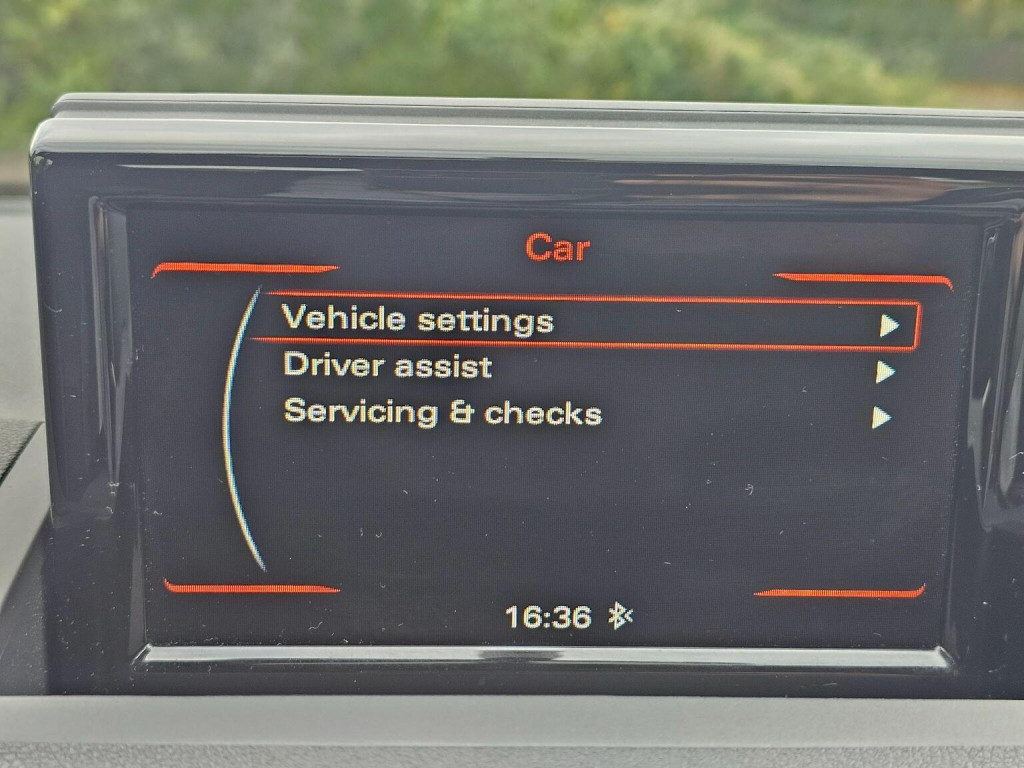 Car
Vehicle settings
Driver assist
Servicing & checks
16:36